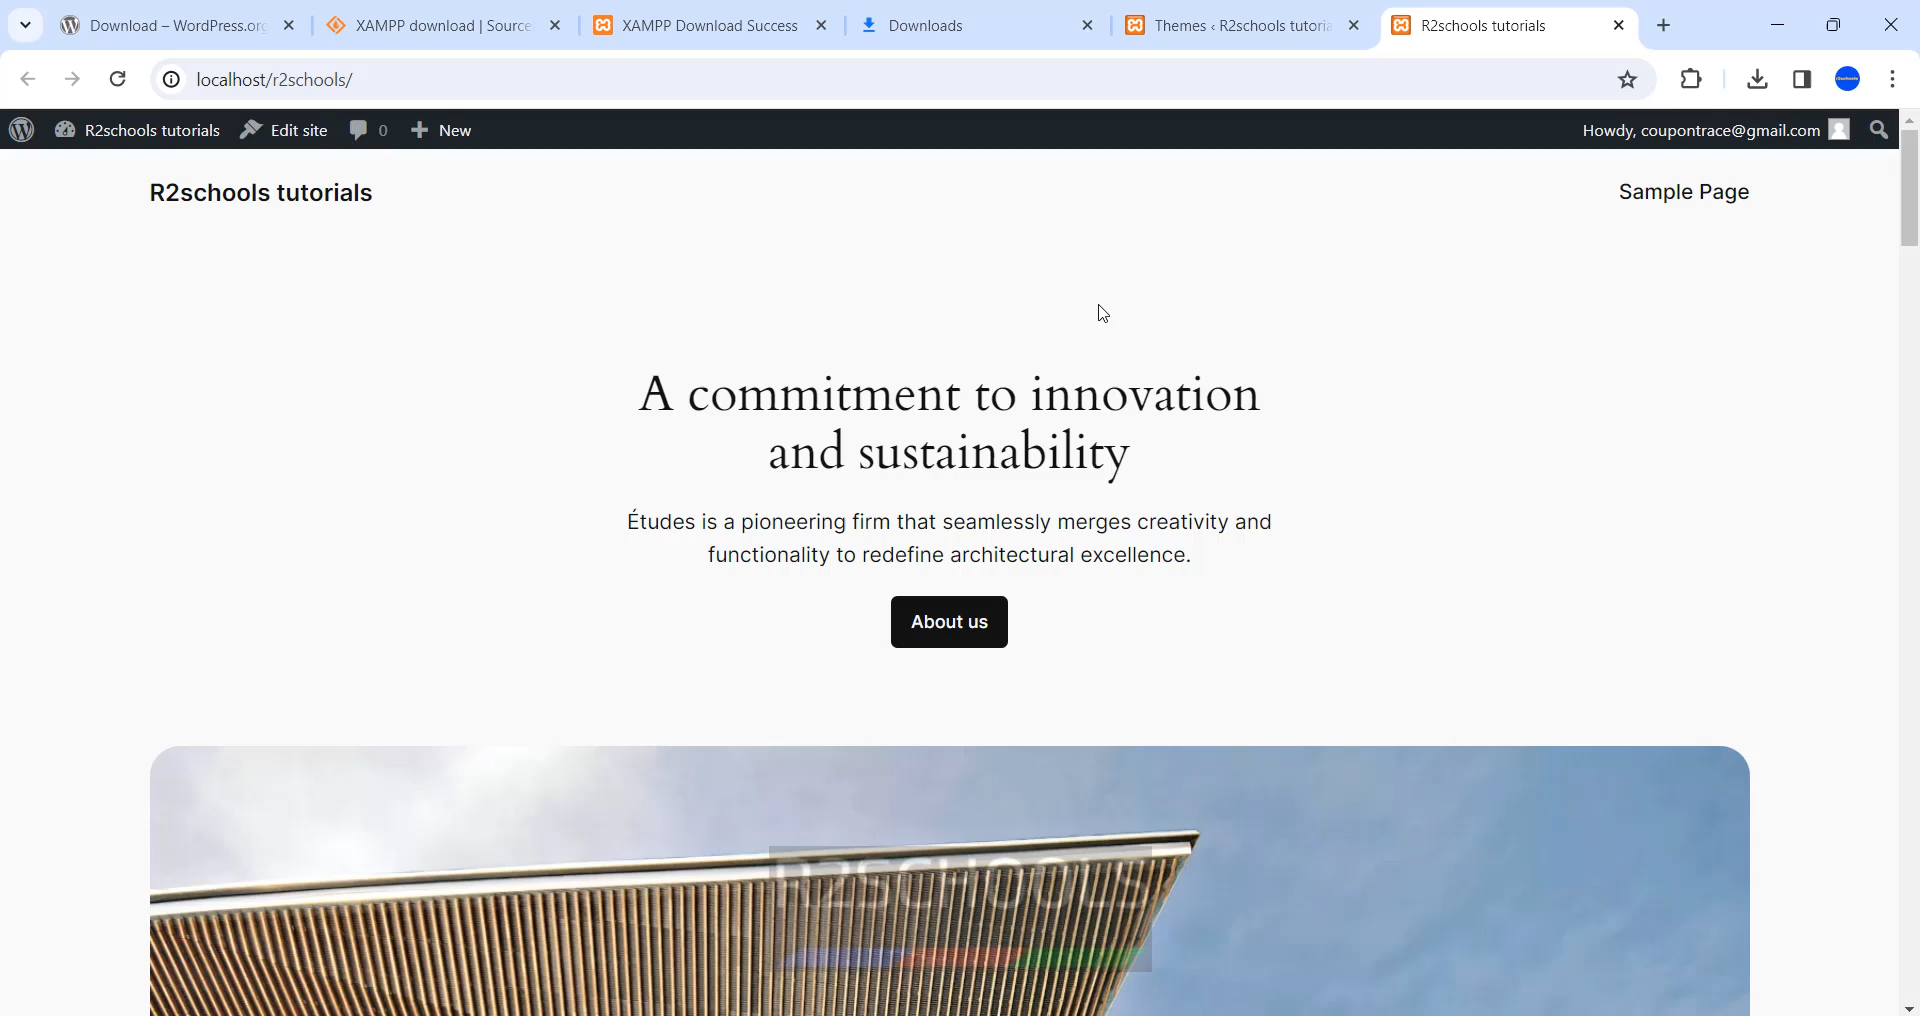 Download – WordPress.org
XAMPP download | Source
XAMPP Download Success
Downloads
Themes ‹ R2schools tutoria
R2schools tutorials
localhost/r2schools/
R2schools tutorials
Edit site
0
New
Howdy, coupontrace@gmail.com
R2schools tutorials
Sample Page
A commitment to innovation
and sustainability
Études is a pioneering firm that seamlessly merges creativity and
functionality to redefine architectural excellence.
About us
R2SCHOOLS